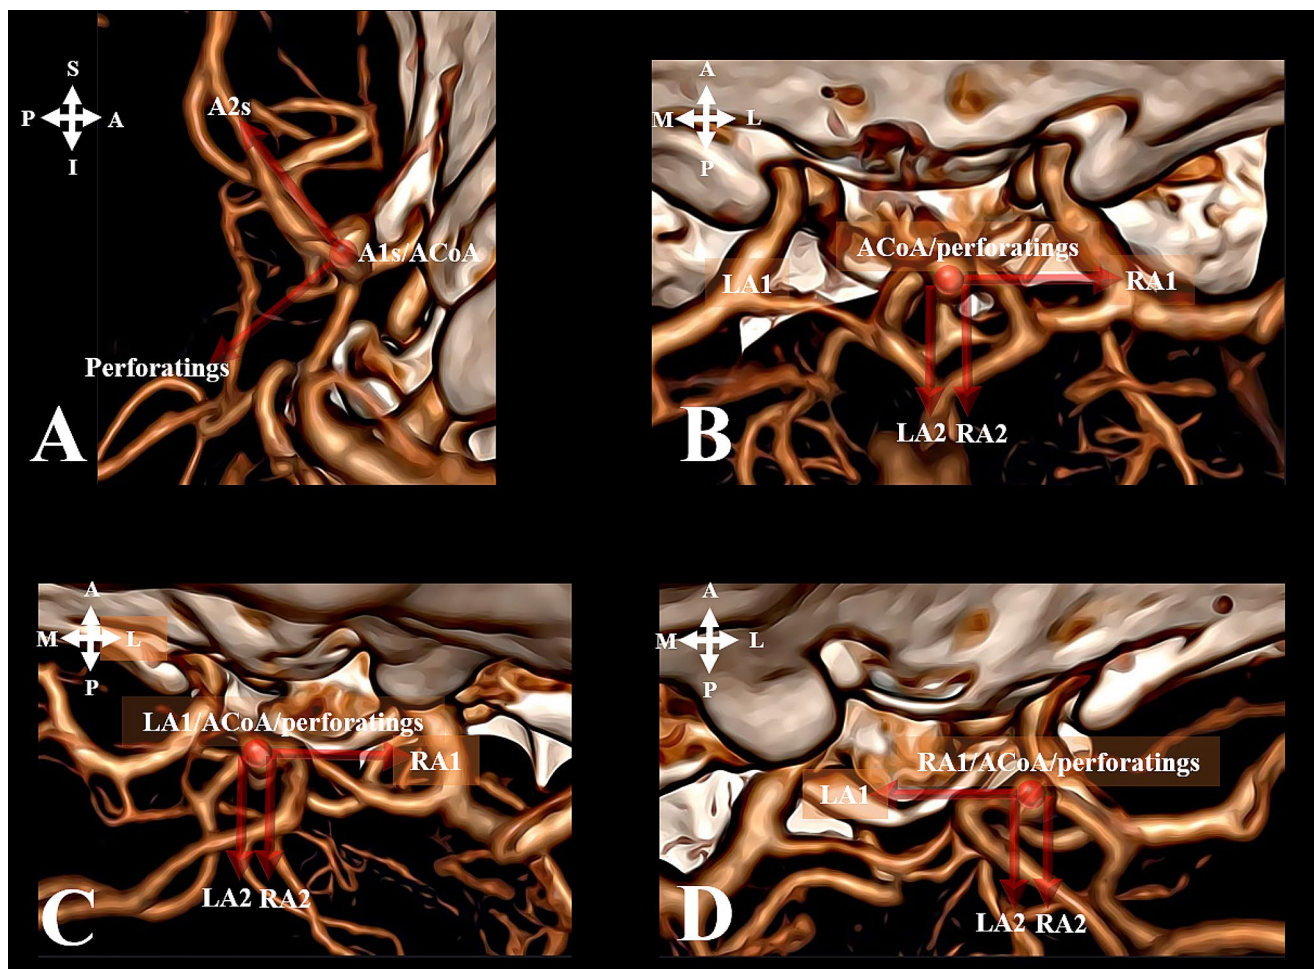 S
P A
I
A2s
A1s/ACoA
Perforatings
A
A
M L
P
ACoA/perforatings
LA1
RA1
LA2 RA2
B
A
M L
P
LA1/ACoA/perforatings
RA1
LA2 RA2
C
A
M L
P
RA1/ACoA/perforatings
LA1
LA2 RA2
D